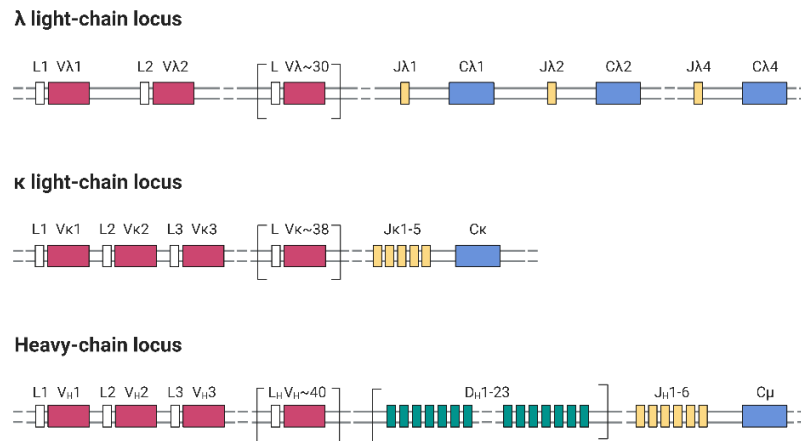 λ light-chain locus
L1 Vλ1 L2 Vλ2 L Vλ~30 Jλ1 Cλ1 Jλ2 Cλ2 Jλ4 Cλ4
κ light-chain locus
L1 Vκ1 L2 Vκ2 L3 Vκ3 L Vκ~38 Jκ1-5 Cκ
Heavy-chain locus
L1 VH1 L2 VH2 L3 VH3 LH VH~40 DH1-23 JH1-6 Cμ